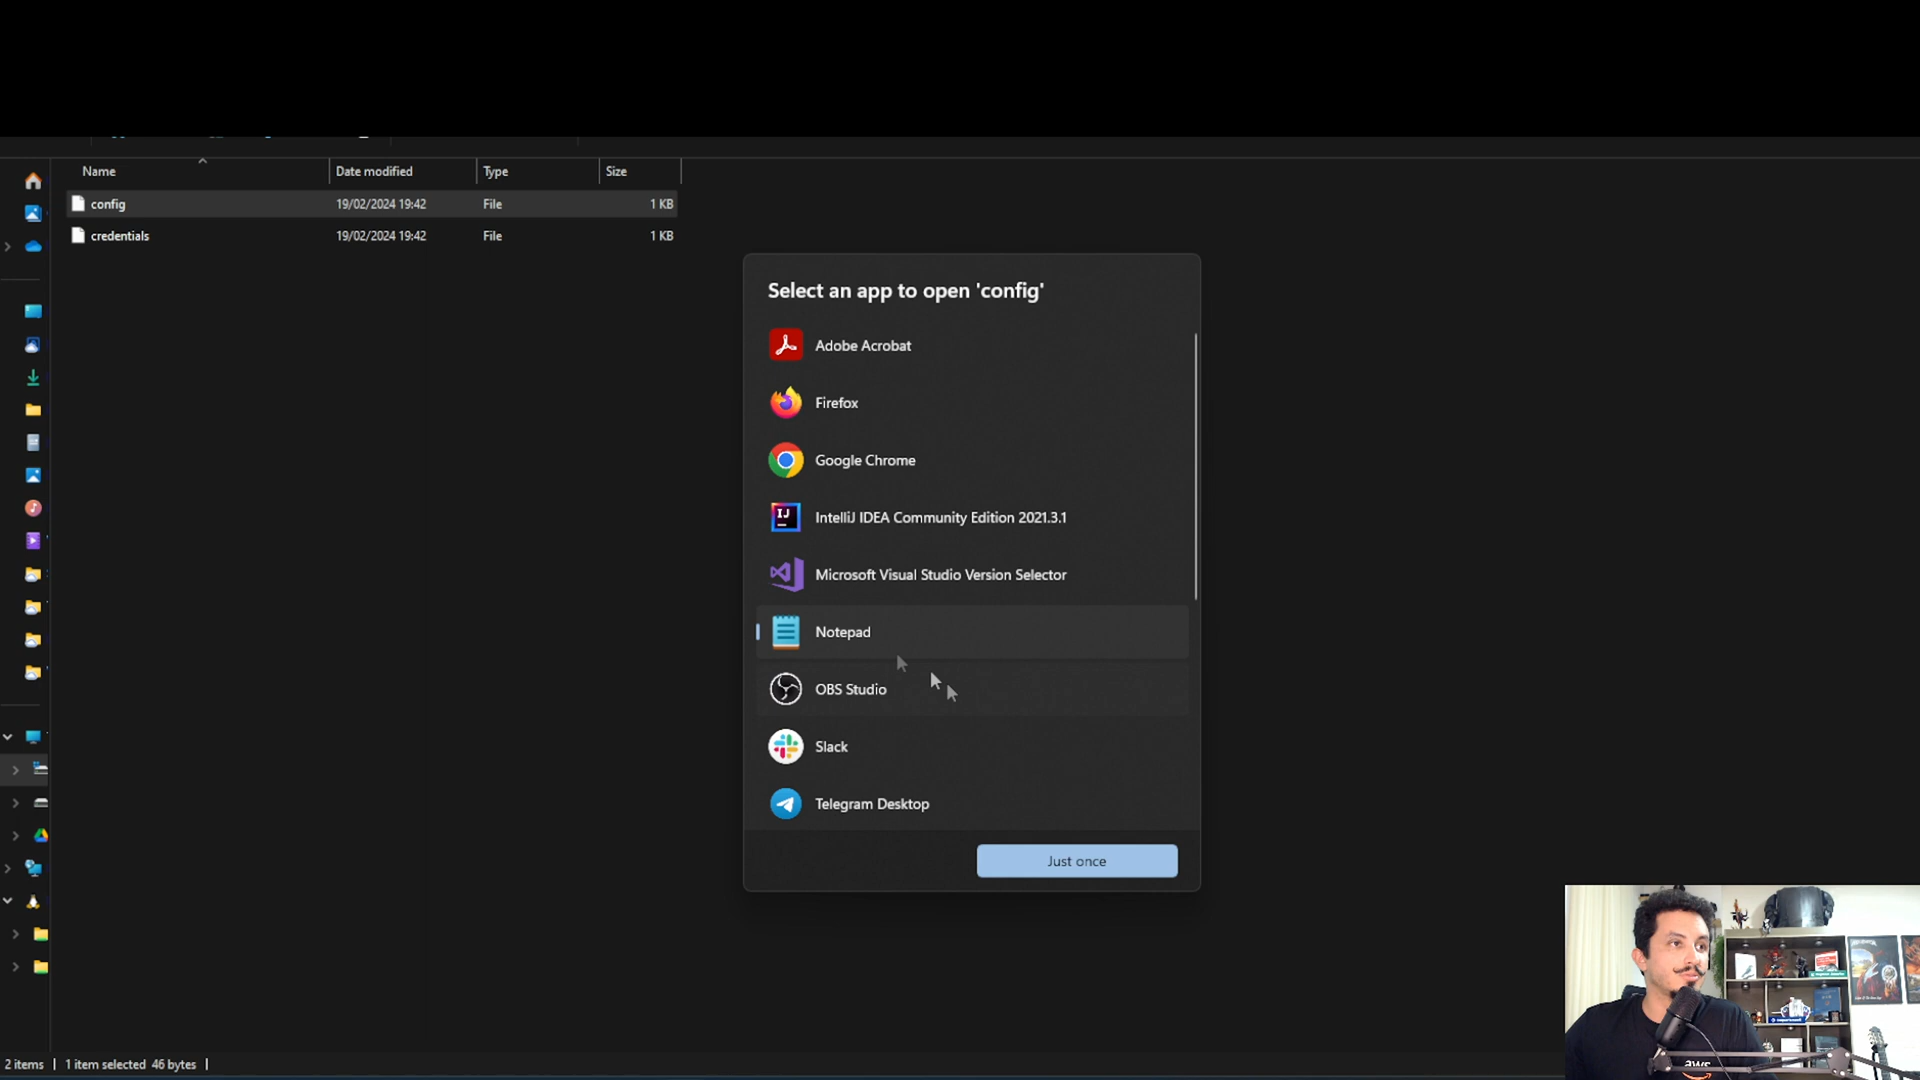 Name Date modified Type Size
config 19/02/2024 19:42 File 1 KB
credentials 19/02/2024 19:42 File 1 KB
Select an app to open 'config'
Adobe Acrobat
Firefox
Google Chrome
IntelliJ IDEA Community Edition 2021.3.1
Microsoft Visual Studio Version Selector
Notepad
OBS Studio
Slack
Telegram Desktop
Just once
2 items 1 item selected 46 bytes
aws